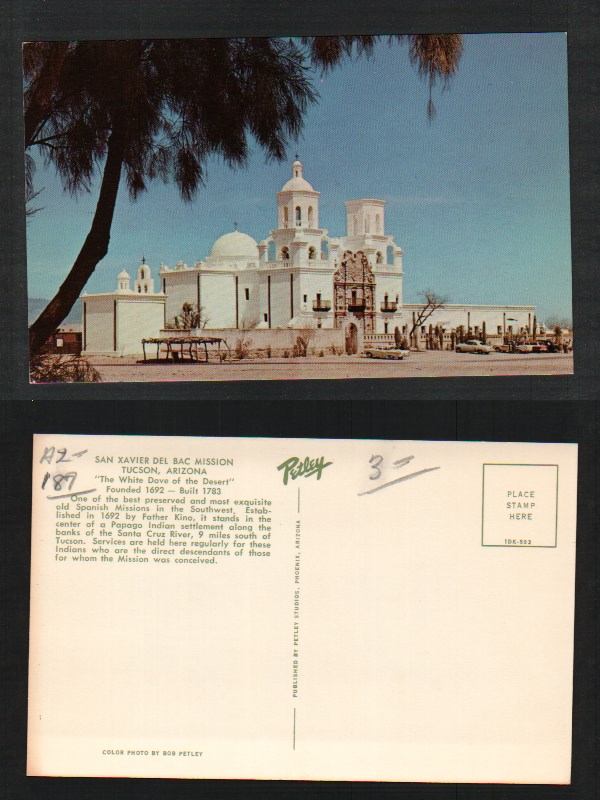 AZ-
187
SAN XAVIER DEL BAC MISSION
TUCSON, ARIZONA
"The White Dove of the Desert"
Founded 1692 — Built 1783
One of the best preserved and most exquisite
old Spanish Missions in the Southwest, Estab-
lished in 1692 by Father Kino, it stands in the
center of a Papago Indian settlement along the
banks of the Santa Cruz River, 9 miles south of
Tucson. Services are held here regularly for these
Indians who are the direct descendants of those
for whom the Mission was conceived.
COLOR PHOTO BY BOB PETLEY
Petley
PUBLISHED BY PETLEY STUDIOS, PHOENIX, ARIZONA
3-
PLACE
STAMP
HERE
IDK-502